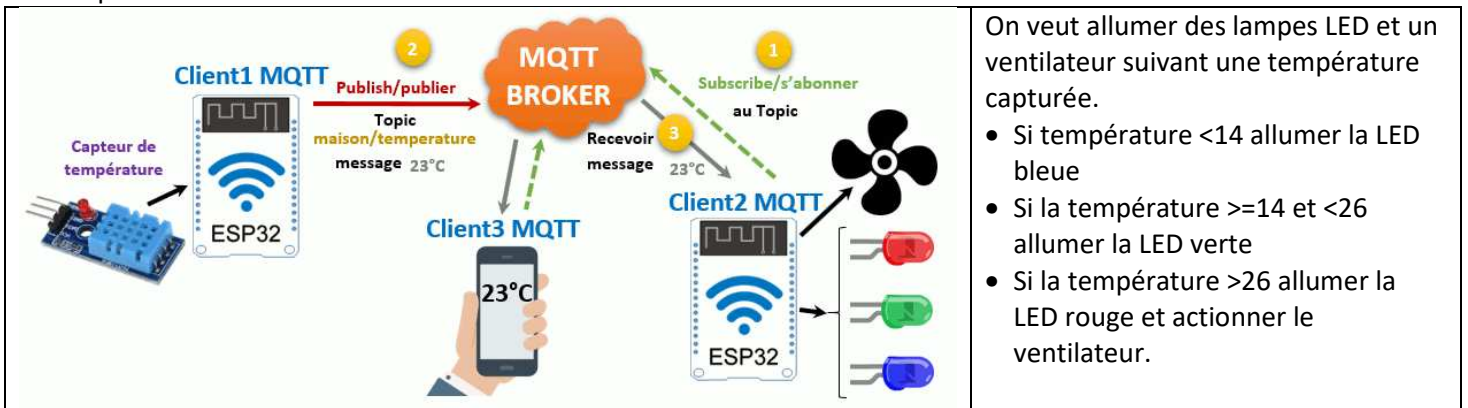 MQTT
BROKER
2
1
Client1 MQTT
Publish/publier
Topic
maison/temperature
message 23°C
Subscribe/s'abonner
au Topic
Recevoir
message
3
23°C
Capteur de
température
ESP32
Client3 MQTT
23°C
Client2 MQTT
ESP32
On veut allumer des lampes LED et un
ventilateur suivant une température
capturée.
• Si température <14 allumer la LED
bleue
• Si la température >=14 et <26
allumer la LED verte
• Si la température >26 allumer la
LED rouge et actionner le
ventilateur.